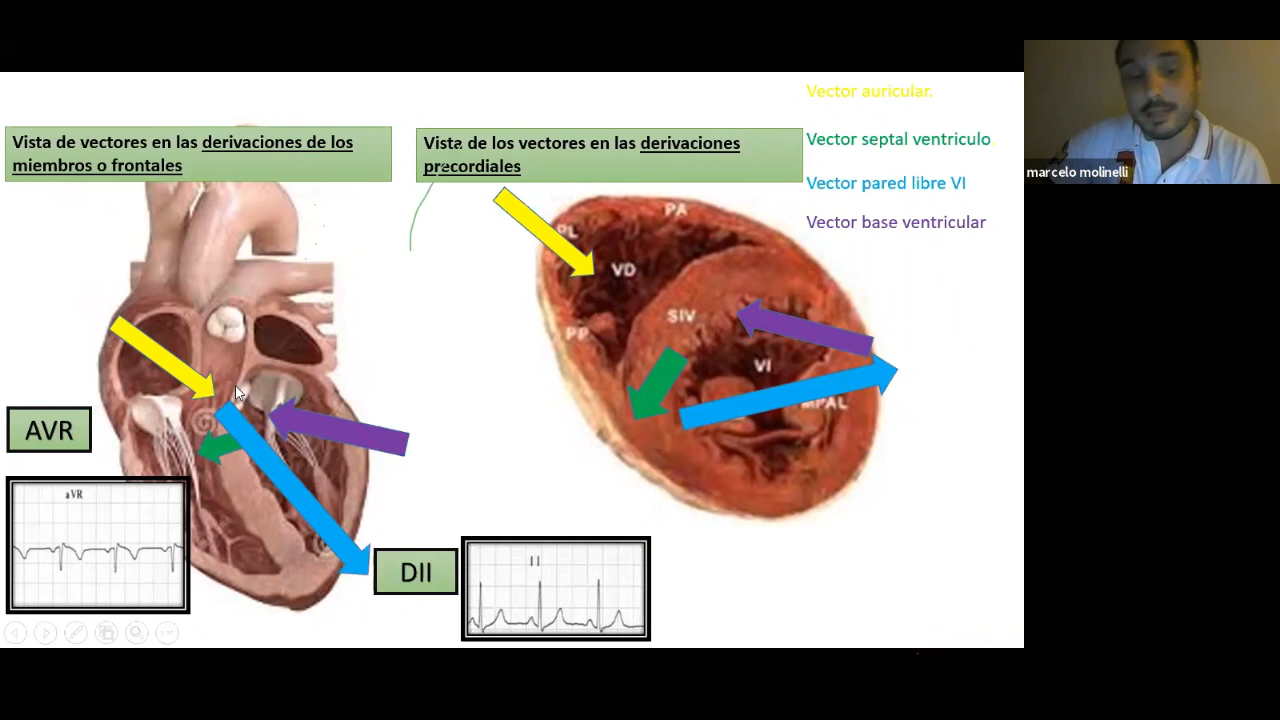 Vector auricular.
Vista de vectores en las derivaciones de los
miembros o frontales
Vista de los vectores en las derivaciones
precordiales
Vector septal ventriculo
Vector pared libre VI
Vector base ventricular
marcelo molinelli
PA
PL
VD
SIV
PP
VI
MPAL
AVR
aVR
DII
II